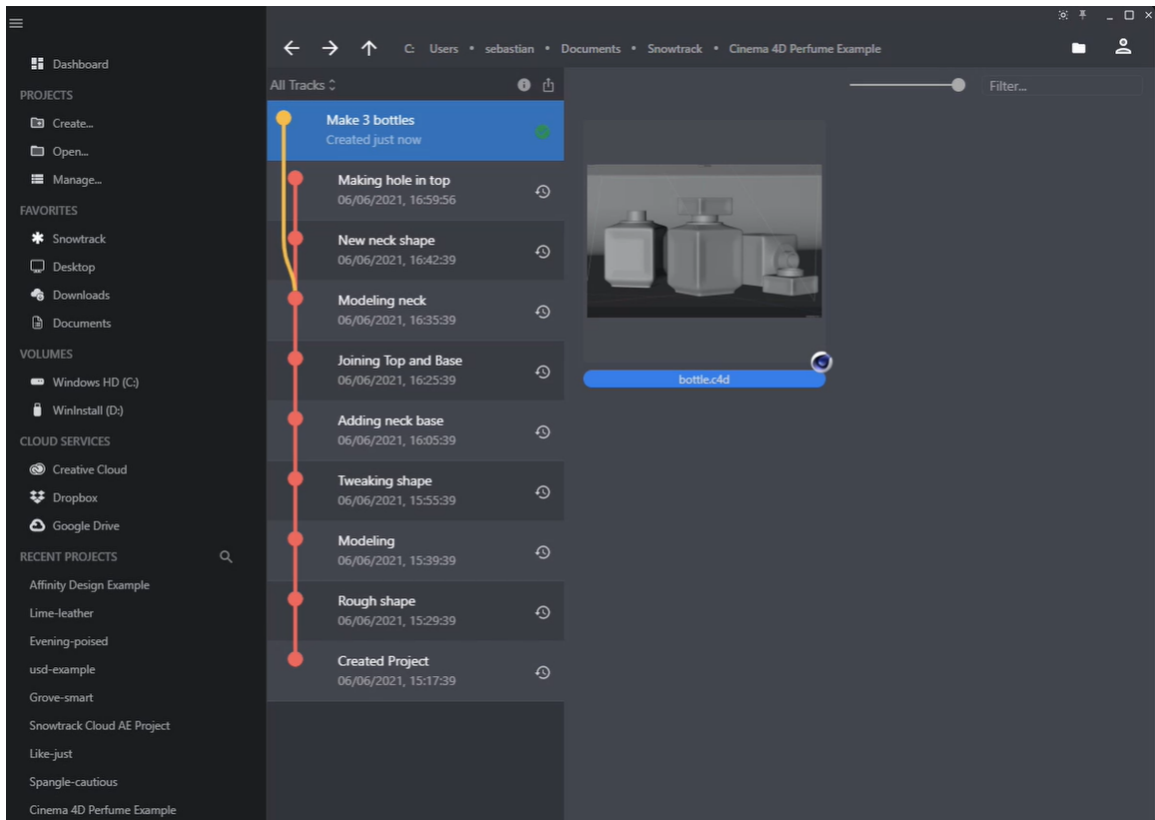 Dashboard
PROJECTS
Create...
Open...
Manage...
FAVORITES
Snowtrack
Desktop
Downloads
Documents
VOLUMES
Windows HD (C:)
WinInstall (D:)
CLOUD SERVICES
Creative Cloud
Dropbox
Google Drive
RECENT PROJECTS
Affinity Design Example
Lime-leather
Evening-poised
usd-example
Grove-smart
Snowtrack Cloud AE Project
Like-just
Spangle-cautious
Cinema 4D Perfume Example
C: Users • sebastian • Documents • Snowtrack • Cinema 4D Perfume Example
All Tracks
Make 3 bottles
Created just now
Making hole in top
06/06/2021, 16:59:56
New neck shape
06/06/2021, 16:42:39
Modeling neck
06/06/2021, 16:35:39
Joining Top and Base
06/06/2021, 16:25:39
Adding neck base
06/06/2021, 16:05:39
Tweaking shape
06/06/2021, 15:55:39
Modeling
06/06/2021, 15:39:39
Rough shape
06/06/2021, 15:29:39
Created Project
06/06/2021, 15:17:39
Filter...
bottle.c4d